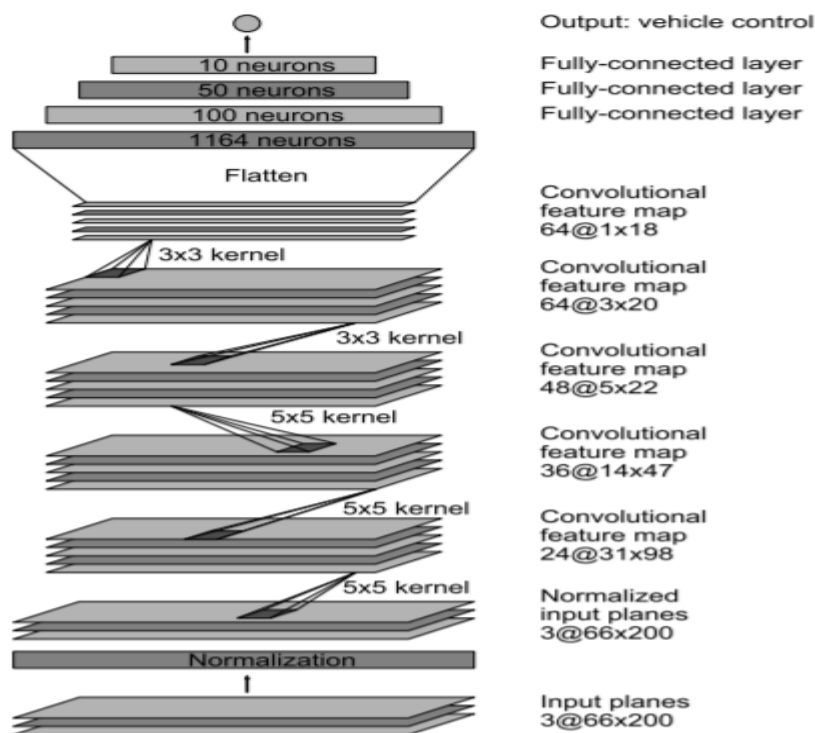 Output: vehicle control
10 neurons
Fully-connected layer
50 neurons
Fully-connected layer
100 neurons
Fully-connected layer
1164 neurons
Flatten
Convolutional
feature map
64@1x18
3x3 kernel
Convolutional
feature map
64@3x20
3x3 kernel
Convolutional
feature map
48@5x22
5x5 kernel
Convolutional
feature map
36@14x47
5x5 kernel
Convolutional
feature map
24@31x98
5x5 kernel
Normalized
input planes
3@66x200
Normalization
Input planes
3@66x200